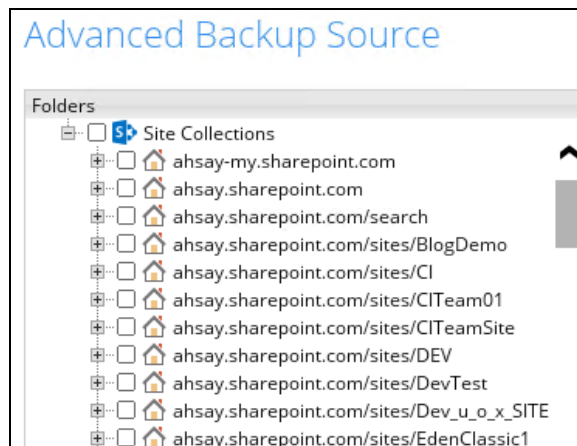 Advanced Backup Source
Folders
Site Collections
ahsay-my.sharepoint.com
ahsay.sharepoint.com
ahsay.sharepoint.com/search
ahsay.sharepoint.com/sites/BlogDemo
ahsay.sharepoint.com/sites/CI
ahsay.sharepoint.com/sites/CITeam01
ahsay.sharepoint.com/sites/CITeamSite
ahsay.sharepoint.com/sites/DEV
ahsay.sharepoint.com/sites/DevTest
ahsay.sharepoint.com/sites/Dev_u_o_x_SITE
ahsay.sharepoint.com/sites/EdenClassic1